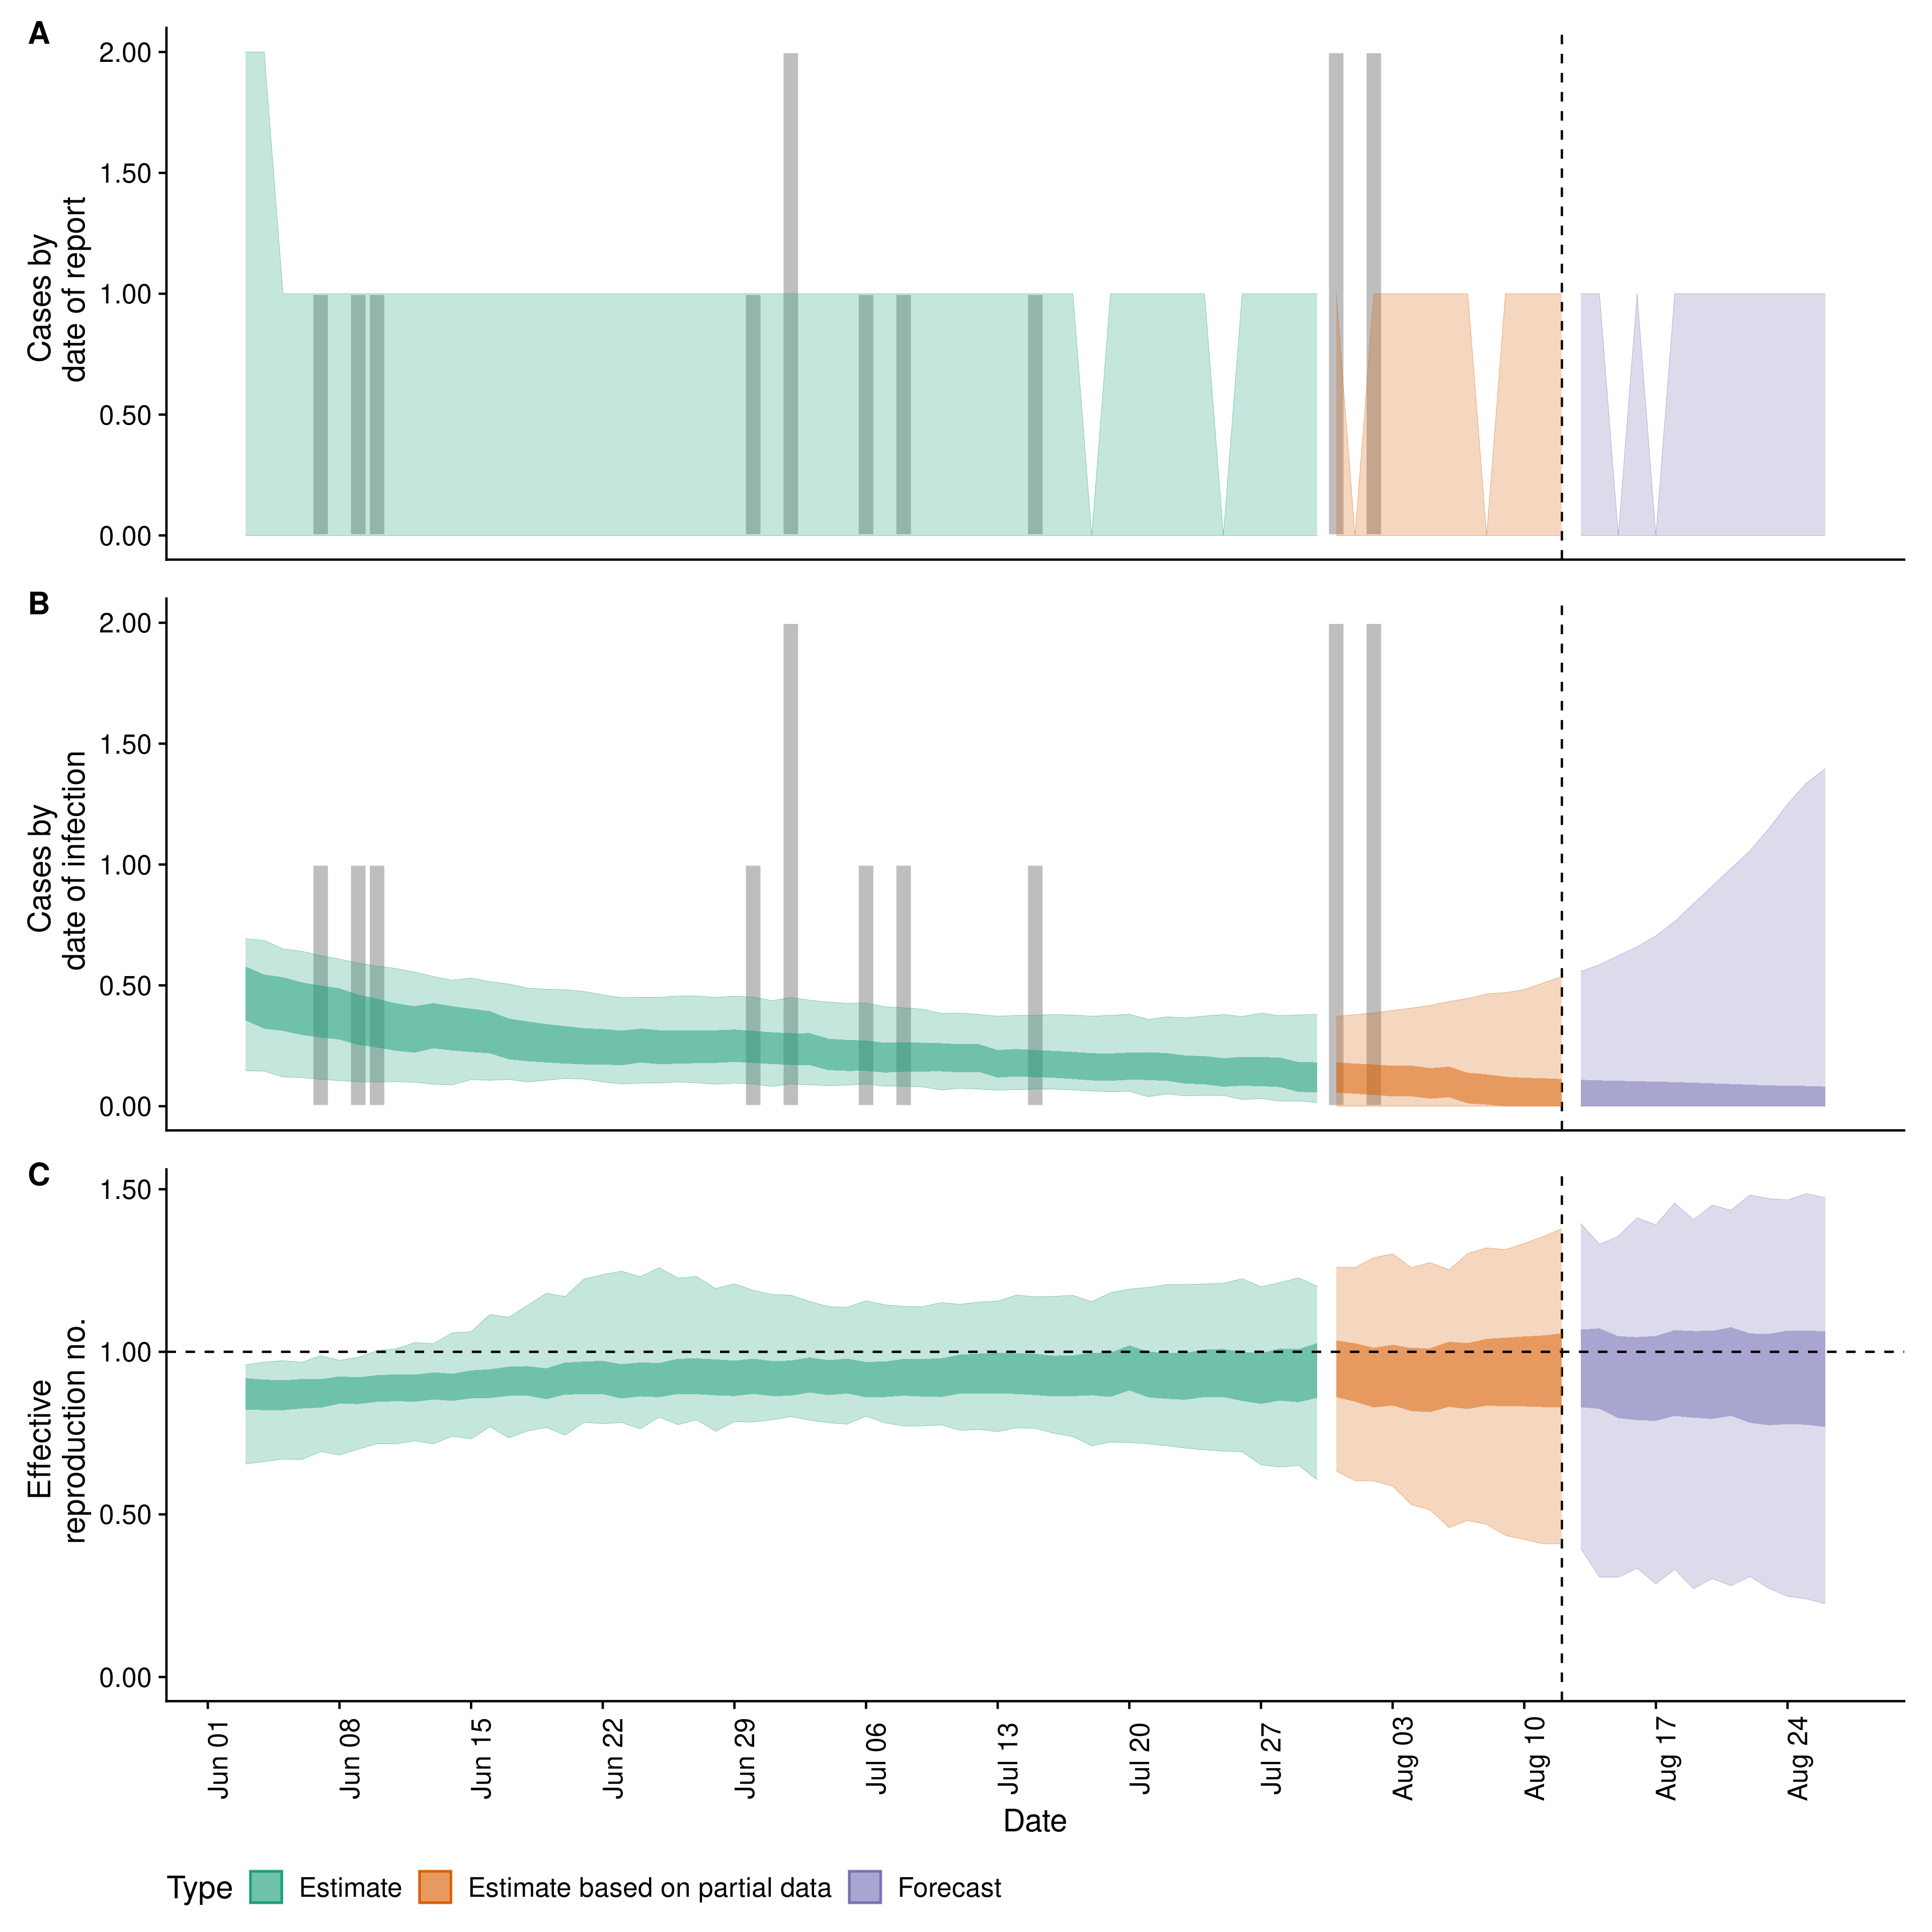 A
Cases by
date of report
2.00
1.50
1.00
0.50
0.00
B
Cases by
date of infection
2.00
1.50
1.00
0.50
0.00
C
Effective
reproduction no.
1.50
1.00
0.50
0.00
Jun 01
Jun 08
Jun 15
Jun 22
Jun 29
Jul 06
Jul 13
Jul 20
Jul 27
Aug 03
Aug 10
Aug 17
Aug 24
Date
Type Estimate Estimate based on partial data Forecast